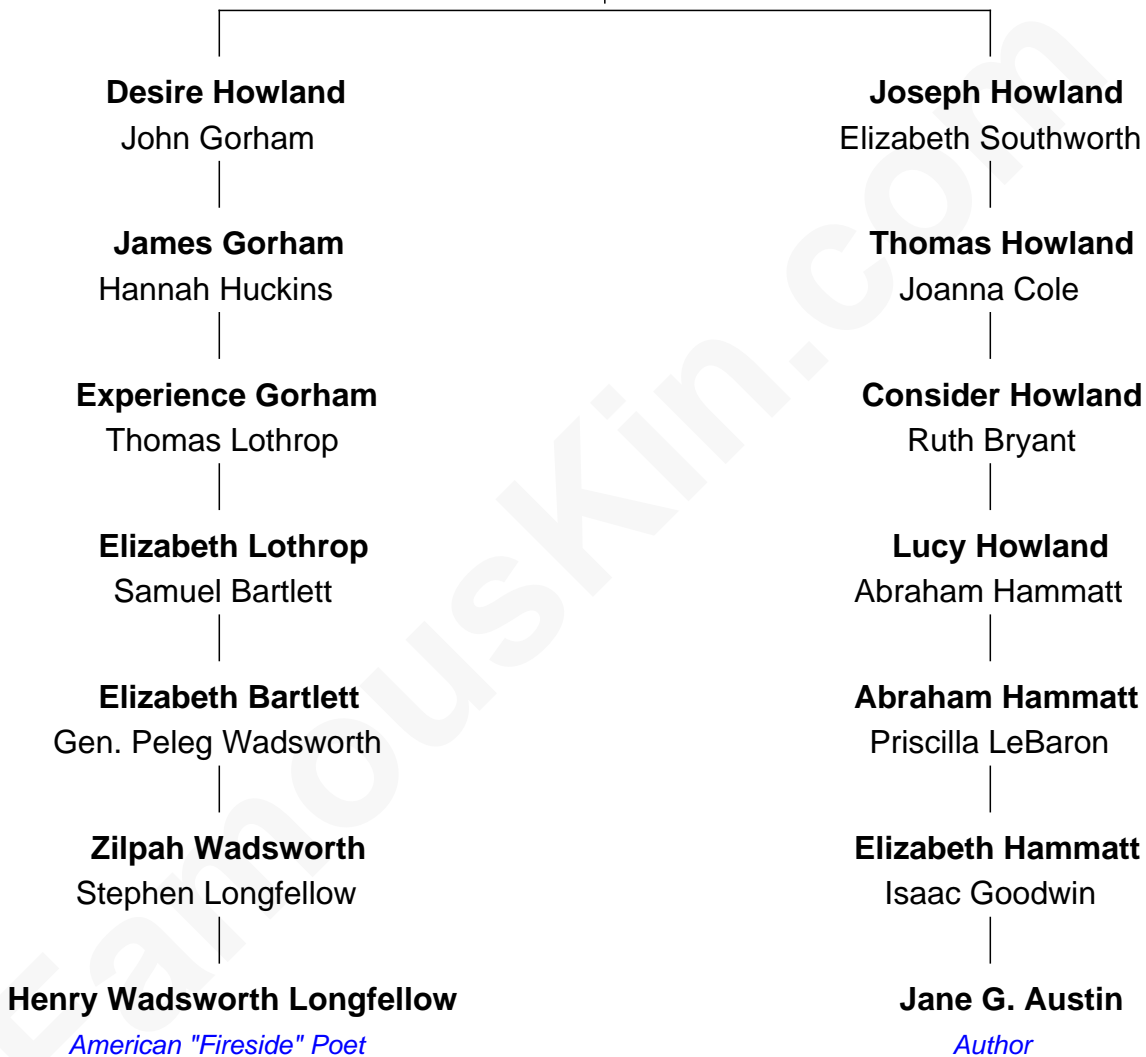 Desire Howland
John Gorham
James Gorham
Hannah Huckins
Experience Gorham
Thomas Lothrop
Elizabeth Lothrop
Samuel Bartlett
Elizabeth Bartlett
Gen. Peleg Wadsworth
Zilpah Wadsworth
Stephen Longfellow
Henry Wadsworth Longfellow
American "Fireside" Poet
Joseph Howland
Elizabeth Southworth
Thomas Howland
Joanna Cole
Consider Howland
Ruth Bryant
Lucy Howland
Abraham Hammatt
Abraham Hammatt
Priscilla LeBaron
Elizabeth Hammatt
Isaac Goodwin
Jane G. Austin
Author
FamousKin.com